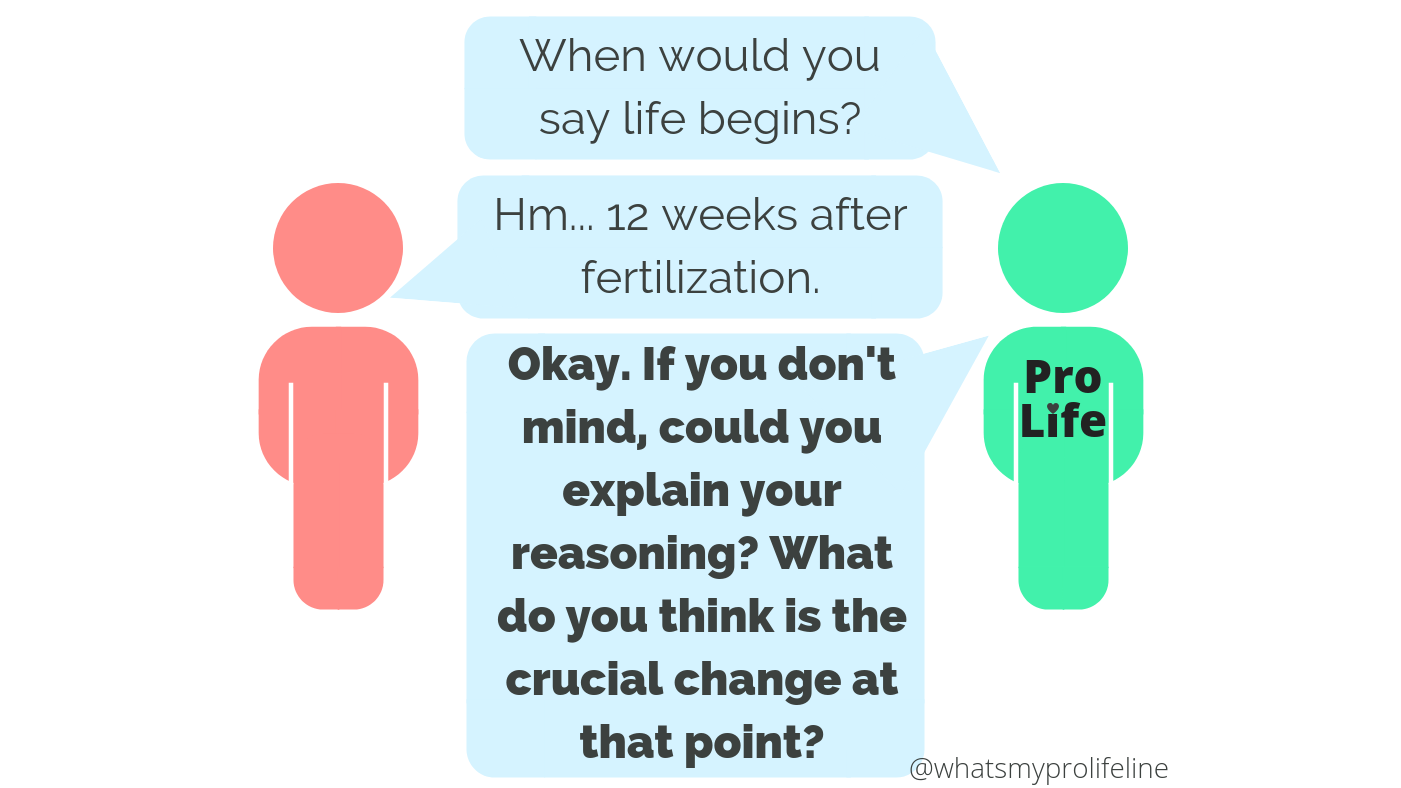 When would you
say life begins?
Hm... 12 weeks after
fertilization.
Okay. If you don't
mind, could you
explain your
reasoning? What
do you think is the
crucial change at
that point?
Pro
Life
@whatsmyprolifeline